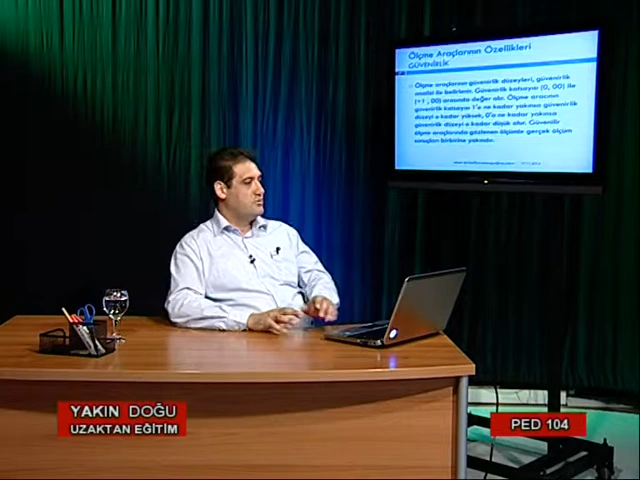 Ölçme Araçlarının Özellikleri
GÜVENİRLİK
Ölçme araçlarının güvenirlik düzeyleri, güvenirlik
analizi ile belirlenir. Güvenirlik katsayısı (0, 00) ile
(+1 , 00) arasında değer alır. Ölçme aracının
güvenirlik katsayısı 1'e ne kadar yakınsa güvenirlik
düzeyi o kadar yüksek, 0'a ne kadar yakınsa
güvenirlik düzeyi o kadar düşük olur. Güvenilir
ölçme araçlarında gözlenen ölçümle gerçek ölçüm
sonuçları birbirine yakındır.
YAKIN DOĞU
UZAKTAN EĞİTİM
PED 104